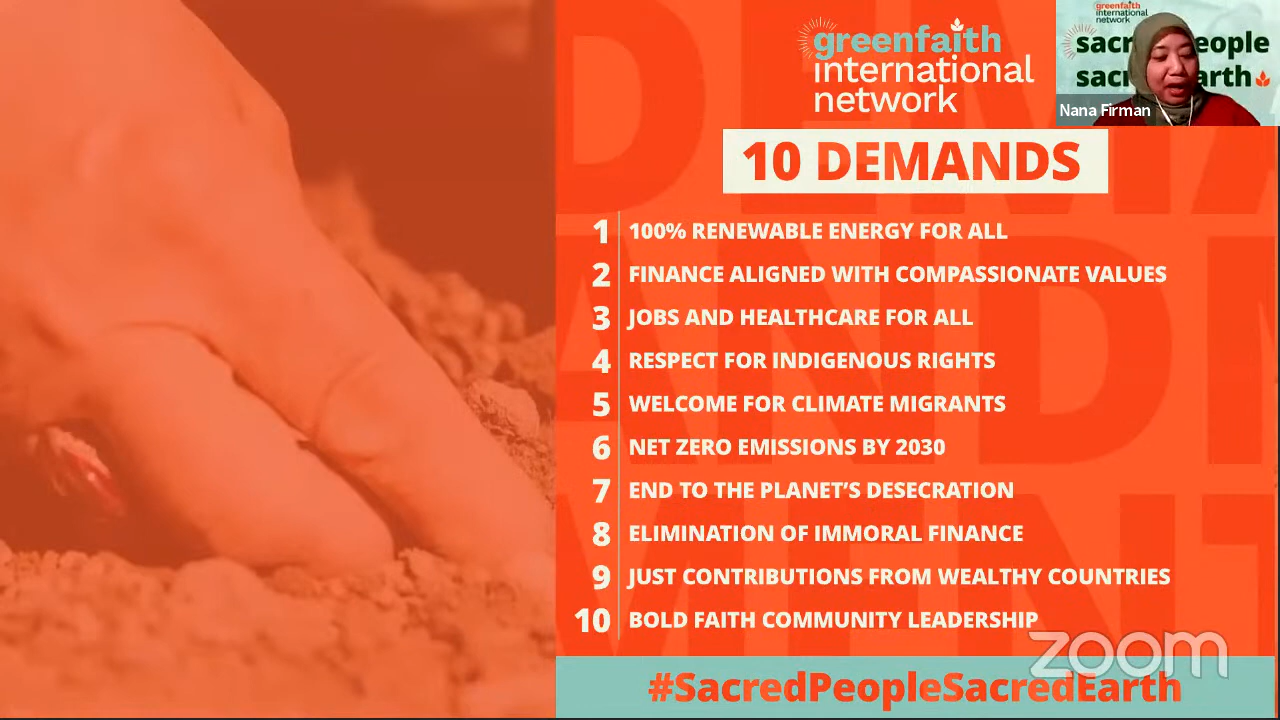 greenfaith
international
network
10 DEMANDS
1 100% RENEWABLE ENERGY FOR ALL
2 FINANCE ALIGNED WITH COMPASSIONATE VALUES
3 JOBS AND HEALTHCARE FOR ALL
4 RESPECT FOR INDIGENOUS RIGHTS
5 WELCOME FOR CLIMATE MIGRANTS
6 NET ZERO EMISSIONS BY 2030
7 END TO THE PLANET’S DESECRATION
8 ELIMINATION OF IMMORAL FINANCE
9 JUST CONTRIBUTIONS FROM WEALTHY COUNTRIES
10 BOLD FAITH COMMUNITY LEADERSHIP
#SacredPeopleSacredEarth
zoom
greenfaith
international
network
Nana Firman